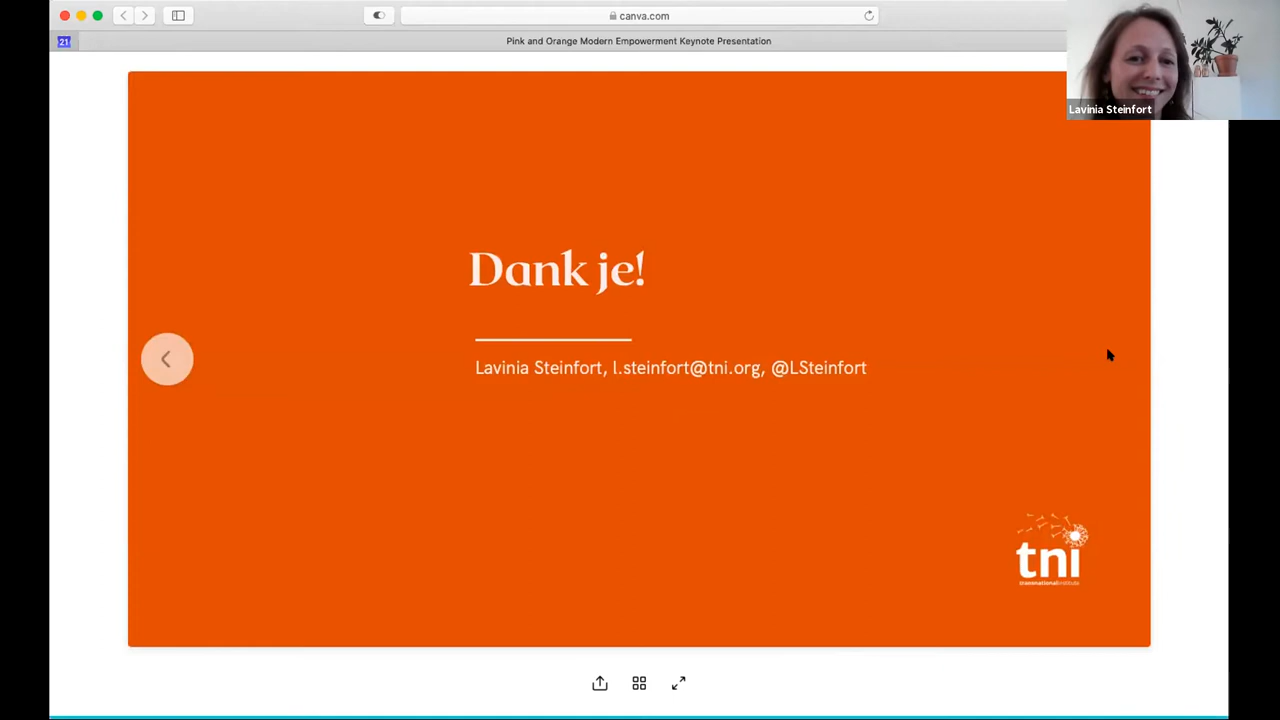 canva.com
21
Pink and Orange Modern Empowerment Keynote Presentation
Lavinia Steinfort
Dank je!
Lavinia Steinfort, l.steinfort@tni.org, @LSteinfort
tni
transnationalinstitute